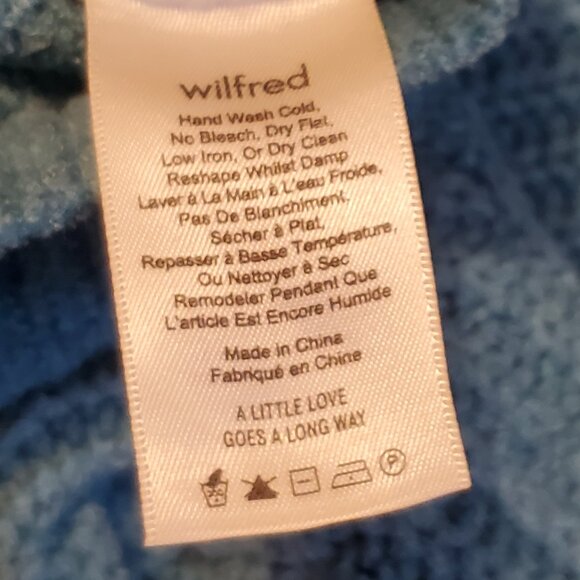 wilfred
Hand Wash Cold,
No Bleach, Dry Flat,
Low Iron, Or Dry Clean
Reshape Whilst Damp
Laver à La Main à L'eau Froide,
Pas De Blanchiment,
Sécher à Plat,
Repasser à Basse Température,
Ou Nettoyer à Sec
Remodeler Pendant Que
L'article Est Encore Humide
Made in China
Fabriqué en Chine
A LITTLE LOVE
GOES A LONG WAY
P